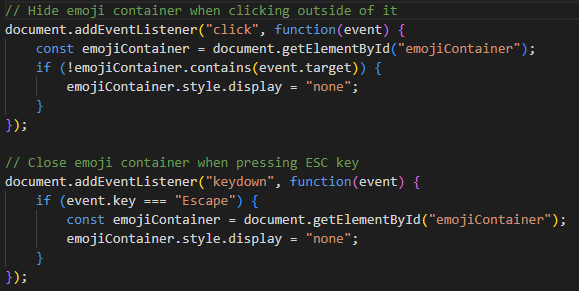 // Hide emoji container when clicking outside of it
document.addEventListener("click", function(event) {
    const emojiContainer = document.getElementById("emojiContainer");
    if (!emojiContainer.contains(event.target)) {
        emojiContainer.style.display = "none";
    }
});

// Close emoji container when pressing ESC key
document.addEventListener("keydown", function(event) {
    if (event.key === "Escape") {
        const emojiContainer = document.getElementById("emojiContainer");
        emojiContainer.style.display = "none";
    }
});